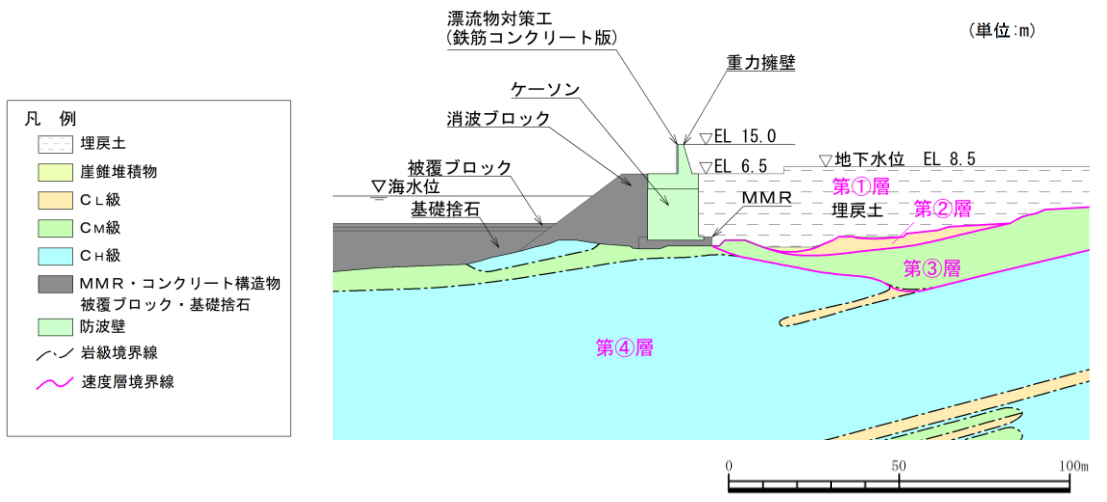 漂流物対策工
(鉄筋コンクリート版)
(単位:m)
重力擁壁
ケーソン
消波ブロック
▽EL 15.0
被覆ブロック
▽EL 6.5
▽地下水位 EL 8.5
▽海水位
基礎捨石
第①層
MMR
埋戻土
第②層
第③層
第④層
凡 例
埋戻土
崖錐堆積物
CL級
CM級
CH級
MMR・コンクリート構造物
被覆ブロック・基礎捨石
防波壁
岩級境界線
速度層境界線
0 50 100m